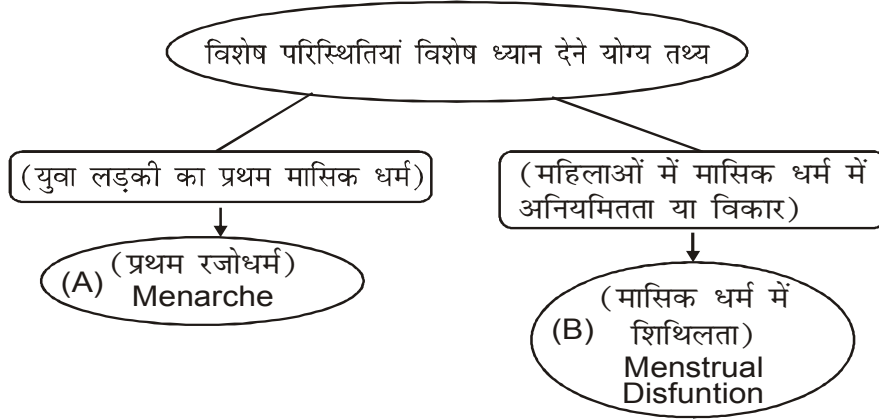 विशेष परिस्थितियां विशेष ध्यान देने योग्य तथ्य
(युवा लड़की का प्रथम मासिक धर्म)
(महिलाओं में मासिक धर्म में
अनियमितता या विकार)
(A) (प्रथम रजोधर्म)
Menarche
(मासिक धर्म में
(B) शिथिलता)
Menstrual
Disfuntion